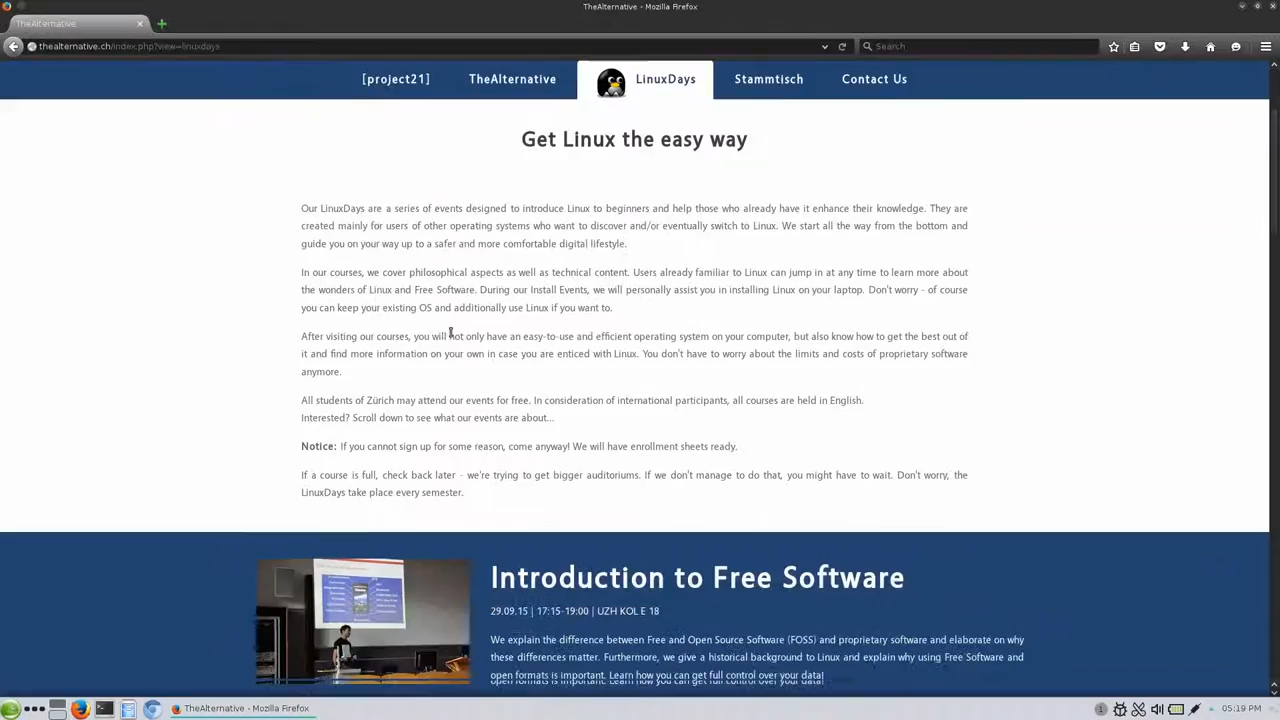 TheAlternative - Mozilla Firefox
TheAlternative
thealternative.ch/index.php?view=linuxdays
Search
[project21]
TheAlternative
LinuxDays
Stammtisch
Contact Us
Get Linux the easy way
Our LinuxDays are a series of events designed to introduce Linux to beginners and help those who already have it enhance their knowledge. They are
created mainly for users of other operating systems who want to discover and/or eventually switch to Linux. We start all the way from the bottom and
guide you on your way up to a safer and more comfortable digital lifestyle.
In our courses, we cover philosophical aspects as well as technical content. Users already familiar to Linux can jump in at any time to learn more about
the wonders of Linux and Free Software. During our Install Events, we will personally assist you in installing Linux on your laptop. Don't worry - of course
you can keep your existing OS and additionally use Linux if you want to.
After visiting our courses, you will not only have an easy-to-use and efficient operating system on your computer, but also know how to get the best out of
it and find more information on your own in case you are enticed with Linux. You don't have to worry about the limits and costs of proprietary software
anymore.
All students of Zürich may attend our events for free. In consideration of international participants, all courses are held in English.
Interested? Scroll down to see what our events are about...
Notice: If you cannot sign up for some reason, come anyway! We will have enrollment sheets ready.
If a course is full, check back later - we're trying to get bigger auditoriums. If we don't manage to do that, you might have to wait. Don't worry, the
LinuxDays take place every semester.
Introduction to Free Software
29.09.15 | 17:15-19:00 | UZH KOL E 18
We explain the difference between Free and Open Source Software (FOSS) and proprietary software and elaborate on why
these differences matter. Furthermore, we give a historical background to Linux and explain why using Free Software and
open formats is important. Learn how you can get full control over your data!
TheAlternative - Mozilla Firefox
05:19 PM